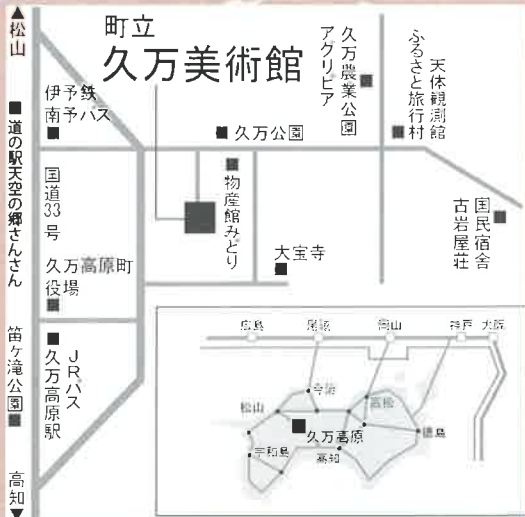 ▲松山
町立
久万美術館
久万農業公園
アグリピア
天体観測館
ふるさと旅行村
伊予鉄
南予バス
久万公園
道の駅天空の郷さんさん
国道33号
物産館みどり
国民宿舎
古岩屋荘
久万高原町
役場
大宝寺
笛ヶ滝公園
JRバス
久万高原駅
高知▼
広島
尾道
岡山
神戸
大阪
今治
松山
高松
久万高原
徳島
宇和島
高知